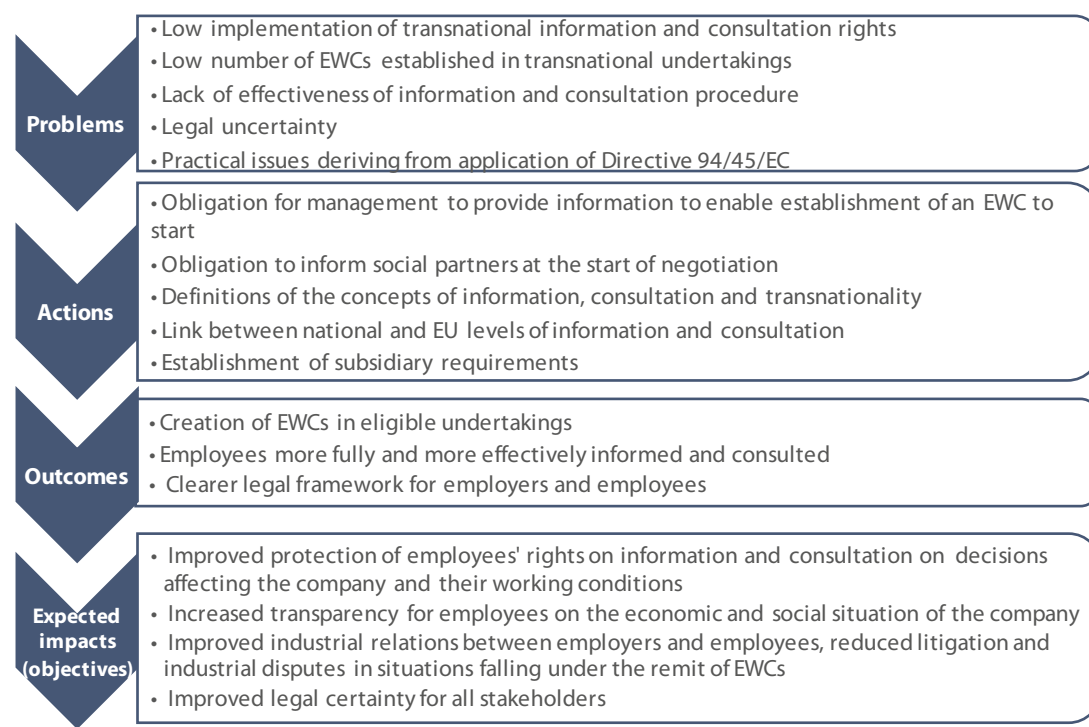 Problems
• Low implementation of transnational information and consultation rights
• Low number of EWCs established in transnational undertakings
• Lack of effectiveness of information and consultation procedure
• Legal uncertainty
• Practical issues deriving from application of Directive 94/45/EC
Actions
• Obligation for management to provide information to enable establishment of an EWC to
start
• Obligation to inform social partners at the start of negotiation
• Definitions of the concepts of information, consultation and transnationality
• Link between national and EU levels of information and consultation
• Establishment of subsidiary requirements
Outcomes
• Creation of EWCs in eligible undertakings
• Employees more fully and more effectively informed and consulted
• Clearer legal framework for employers and employees
Expected
impacts
(objectives)
• Improved protection of employees' rights on information and consultation on decisions
affecting the company and their working conditions
• Increased transparency for employees on the economic and social situation of the company
• Improved industrial relations between employers and employees, reduced litigation and
industrial disputes in situations falling under the remit of EWCs
• Improved legal certainty for all stakeholders